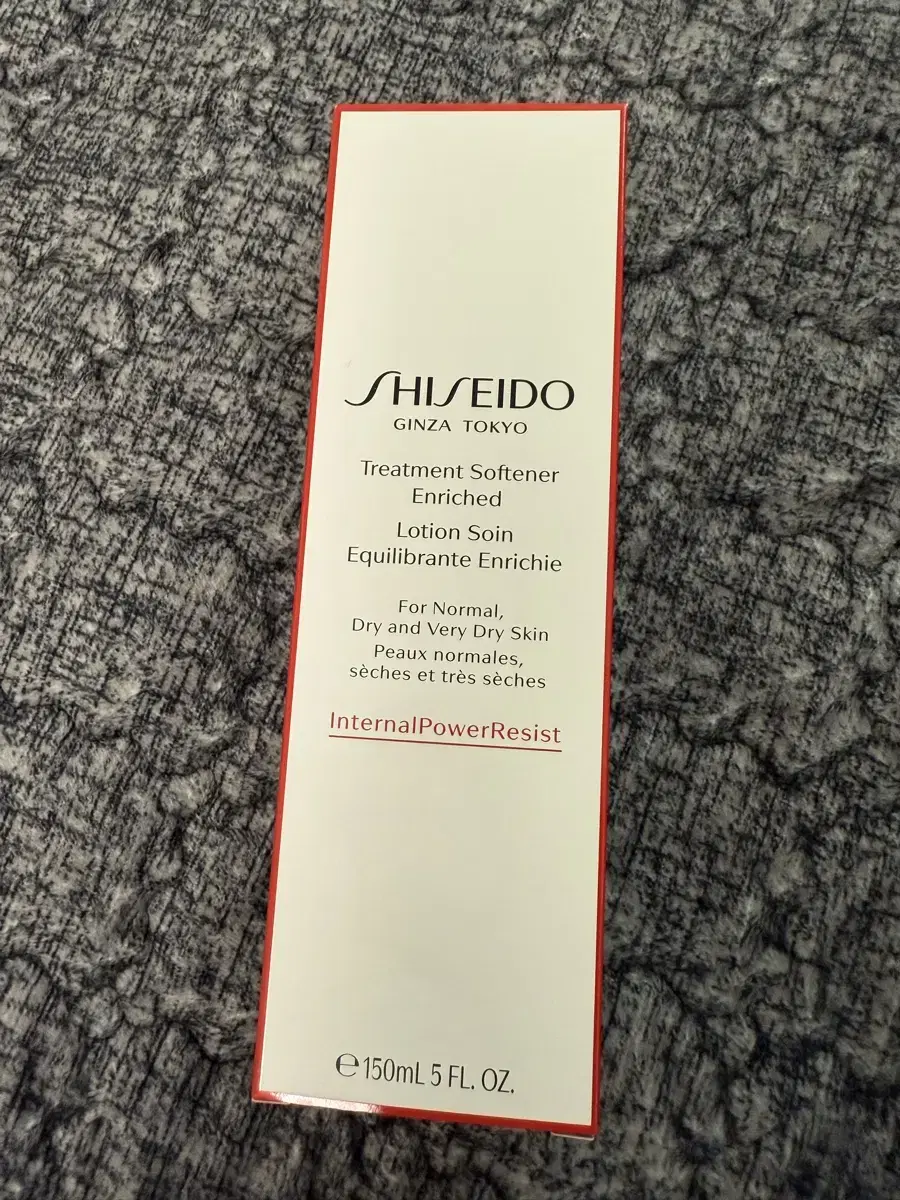 SHISEIDO
GINZA TOKYO
Treatment Softener
Enriched
Lotion Soin
Equilibrante Enrichie
For Normal,
Dry and Very Dry Skin
Peaux normales,
sèches et très sèches
InternalPowerResist
℮150mL 5 FL. OZ.